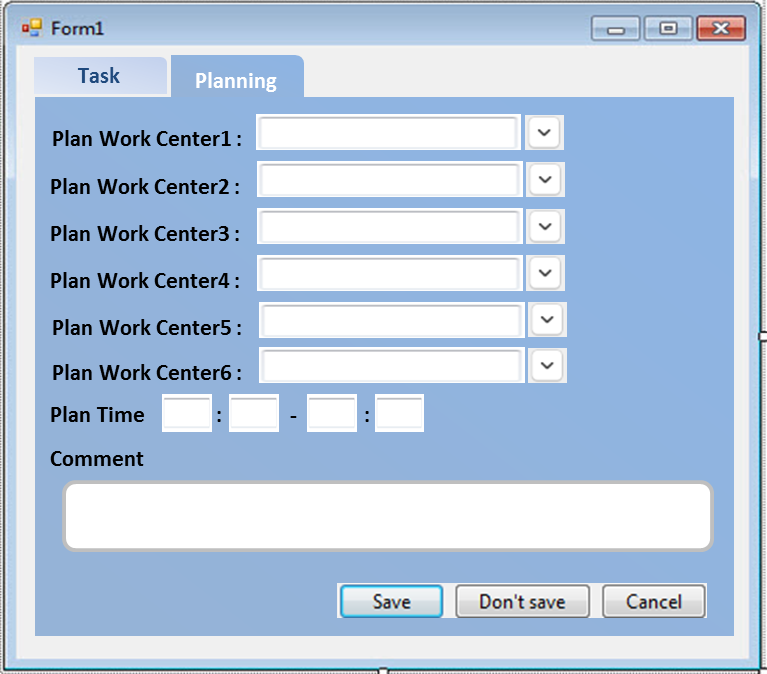 Form1
Task Planning
Plan Work Center1 :
Plan Work Center2 :
Plan Work Center3 :
Plan Work Center4 :
Plan Work Center5 :
Plan Work Center6 :
Plan Time : - :
Comment
Save Don't save Cancel